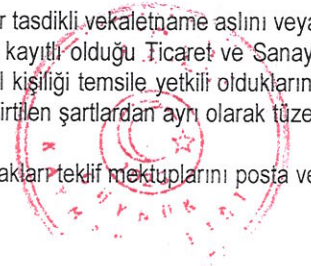 r tasdikli vekaletname aslını veya
kayıtlı olduğu Ticaret ve Sanay
l kişiliği temsile yetkili oldukların
irtilen şartlardan ayrı olarak tüze
akları teklif mektuplarını posta ve